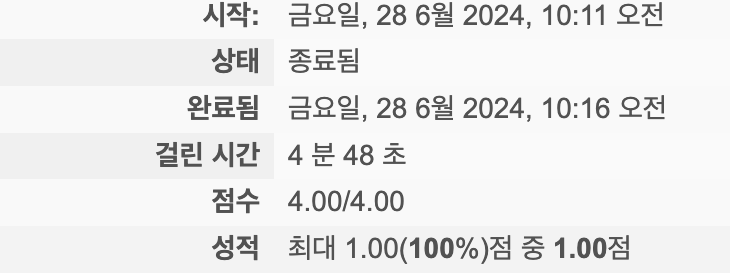 시작: 금요일, 28 6월 2024, 10:11 오전
상태 종료됨
완료됨 금요일, 28 6월 2024, 10:16 오전
걸린 시간 4 분 48 초
점수 4.00/4.00
성적 최대 1.00(100%)점 중 1.00점